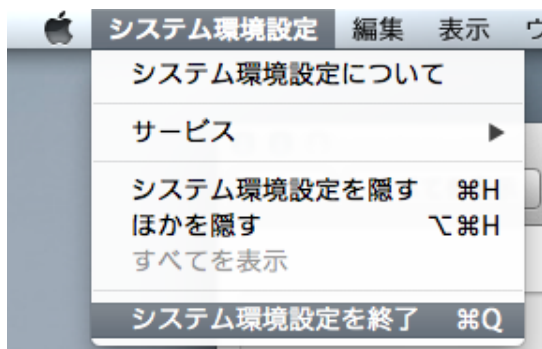 システム環境設定 編集 表示
システム環境設定について
サービス ▶
システム環境設定を隠す ⌘H
ほかを隠す ⌥⌘H
すべてを表示
システム環境設定を終了 ⌘Q